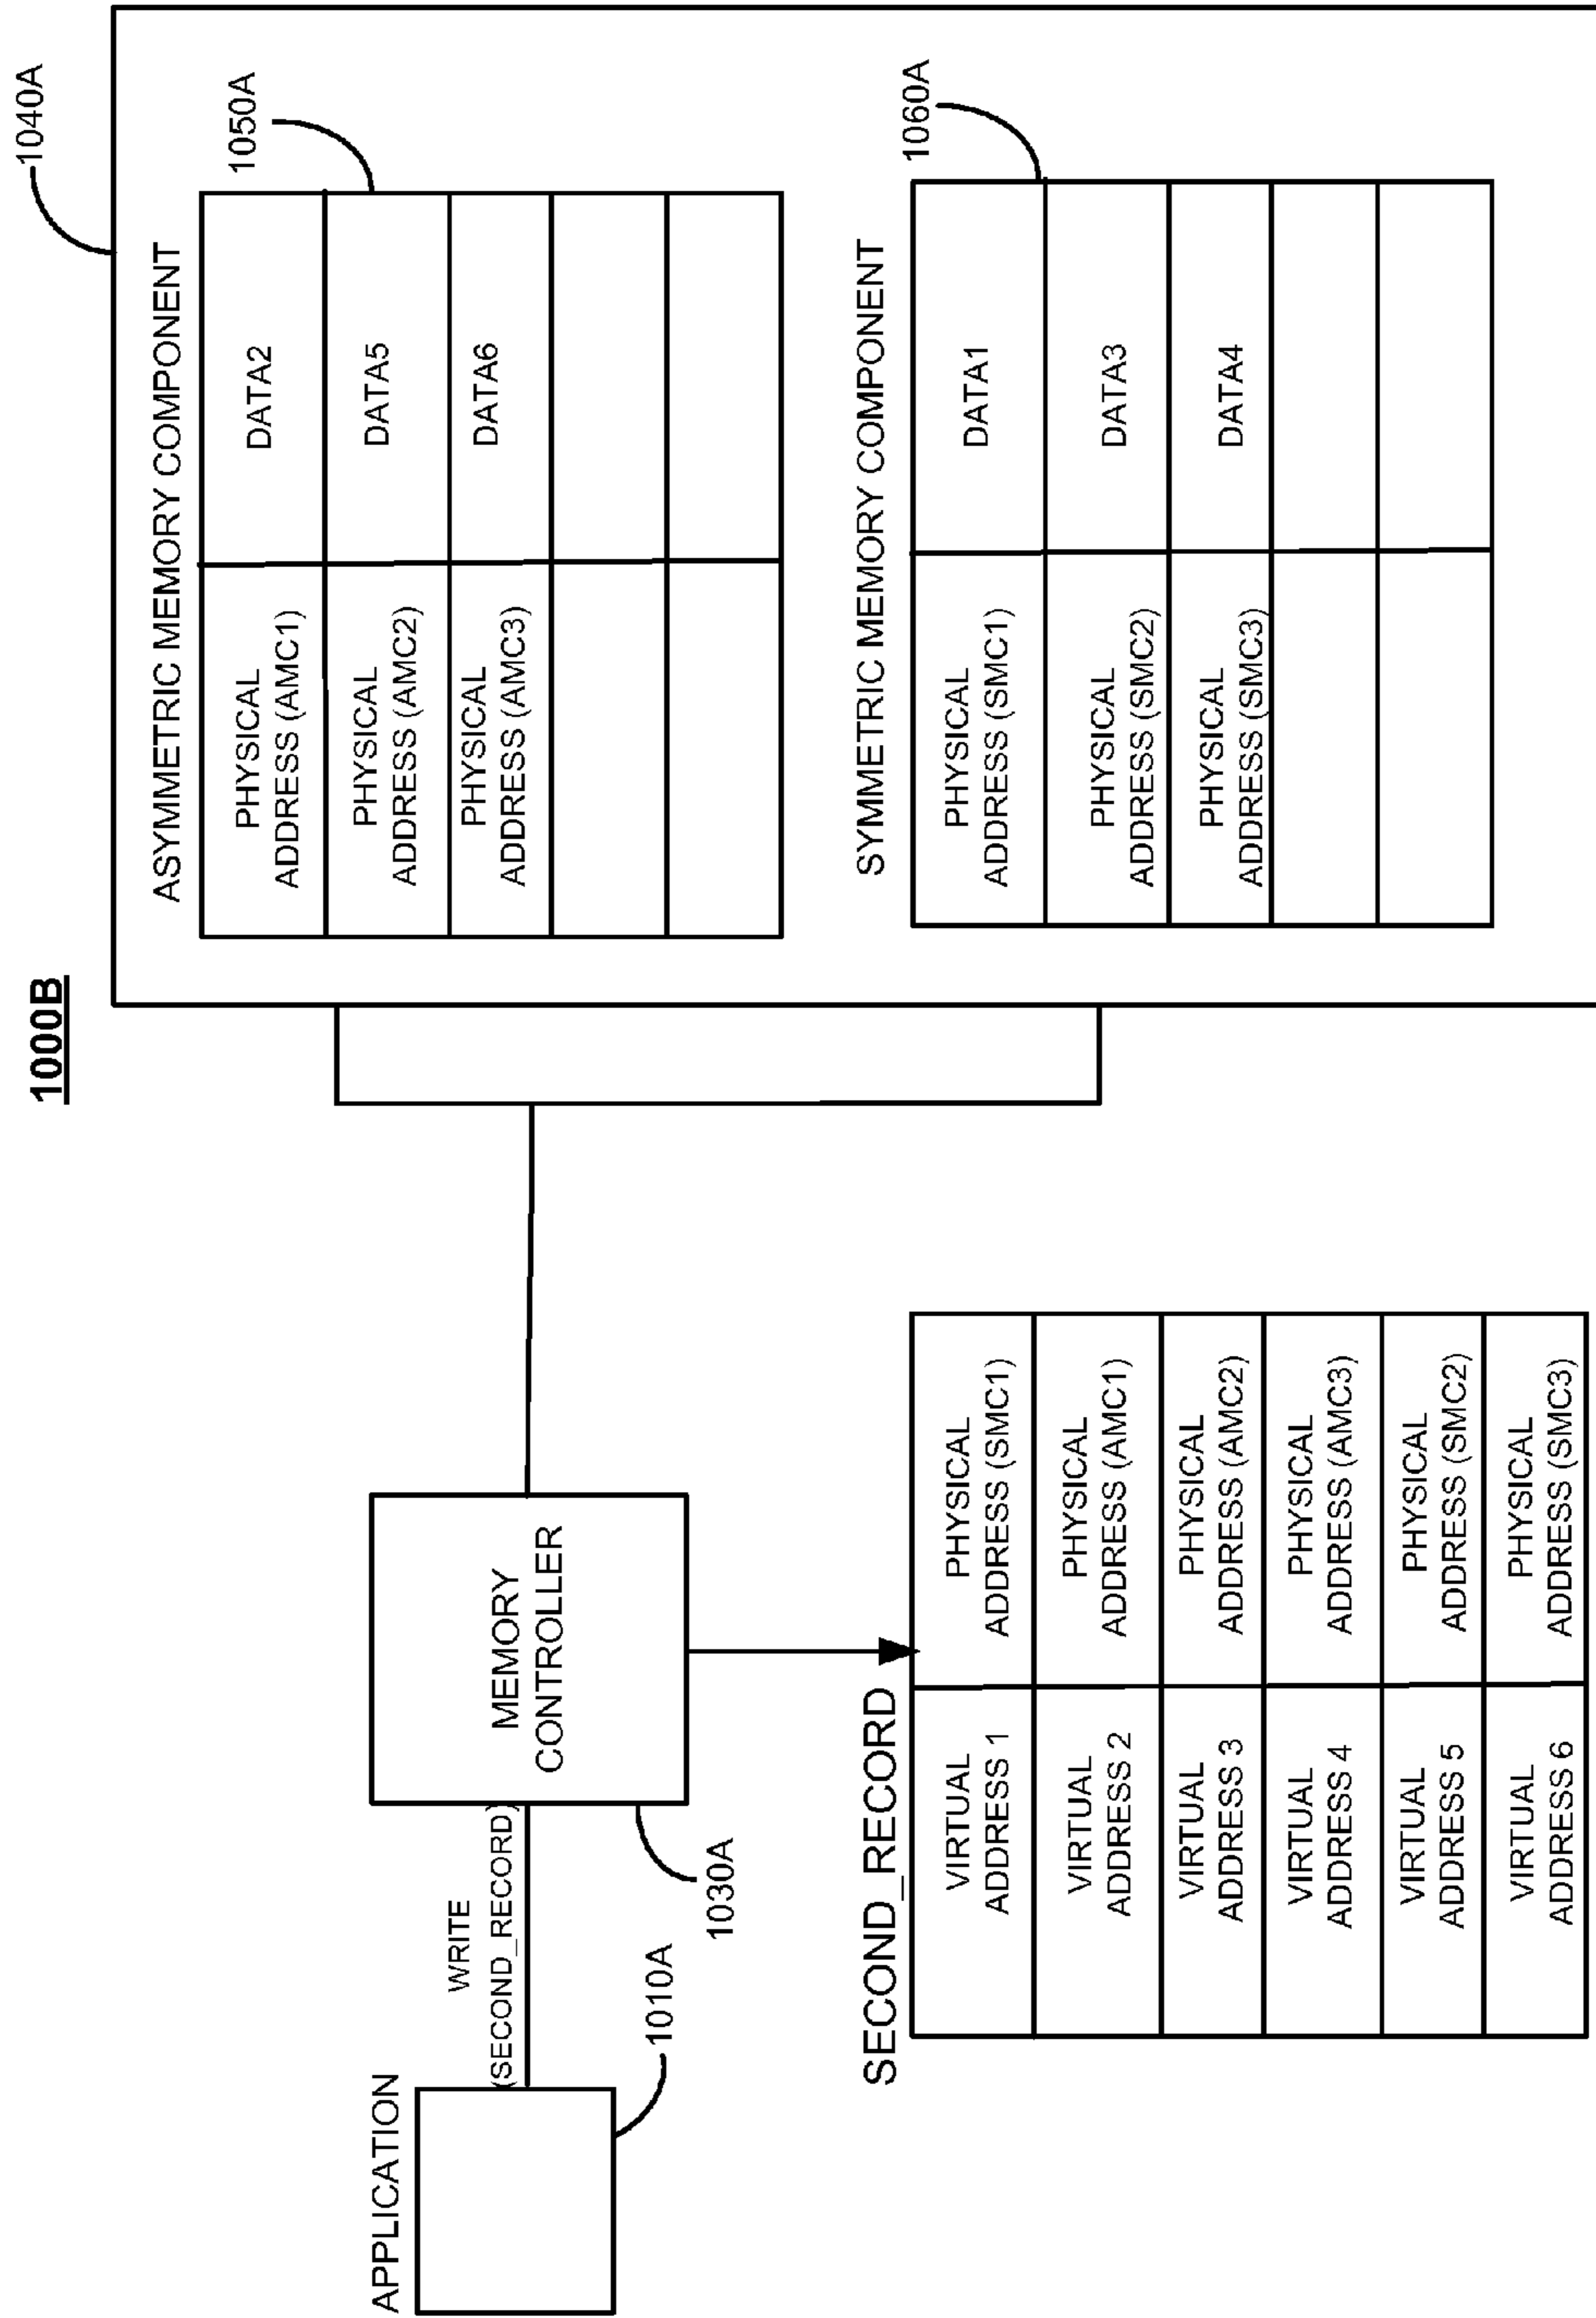 1000B
1040A
ASYMMETRIC MEMORY COMPONENT
1050A
PHYSICAL
ADDRESS (AMC1)
DATA2
PHYSICAL
ADDRESS (AMC2)
DATA5
PHYSICAL
ADDRESS (AMC3)
DATA6
SYMMETRIC MEMORY COMPONENT
1060A
PHYSICAL
ADDRESS (SMC1)
DATA1
PHYSICAL
ADDRESS (SMC2)
DATA3
PHYSICAL
ADDRESS (SMC3)
DATA4
APPLICATION
1010A
WRITE
(SECOND_RECORD)
MEMORY
CONTROLLER
1030A
SECOND_RECORD
VIRTUAL
ADDRESS 1
PHYSICAL
ADDRESS (SMC1)
VIRTUAL
ADDRESS 2
PHYSICAL
ADDRESS (AMC1)
VIRTUAL
ADDRESS 3
PHYSICAL
ADDRESS (AMC2)
VIRTUAL
ADDRESS 4
PHYSICAL
ADDRESS (AMC3)
VIRTUAL
ADDRESS 5
PHYSICAL
ADDRESS (SMC2)
VIRTUAL
ADDRESS 6
PHYSICAL
ADDRESS (SMC3)